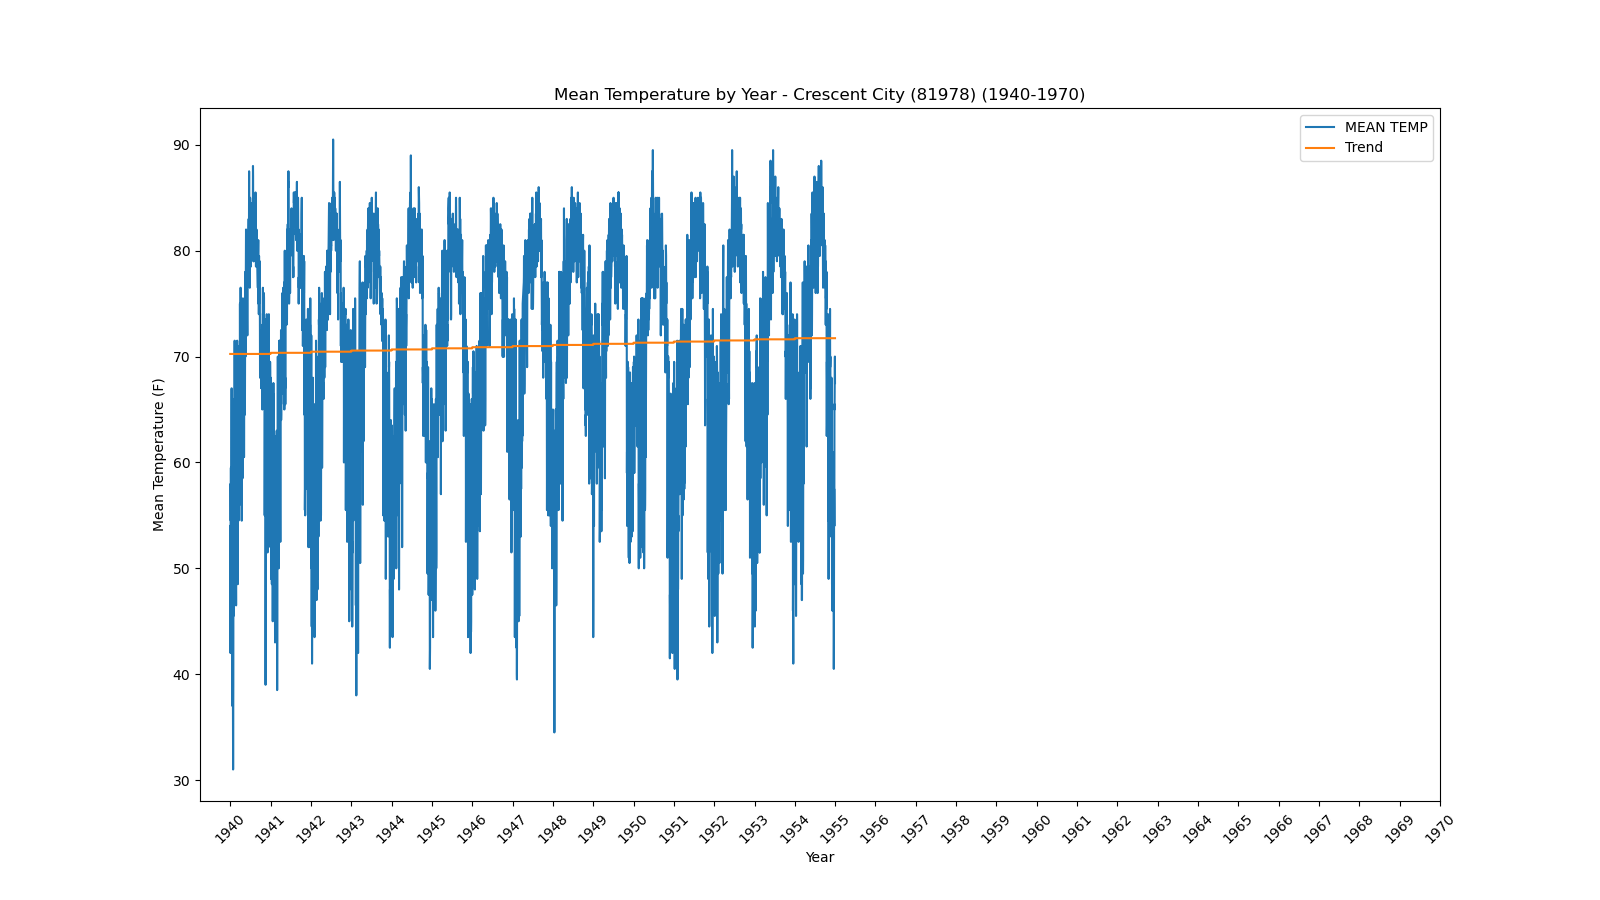 Mean Temperature by Year - Crescent City (81978) (1940-1970)
MEAN TEMP
Trend
90
80
70
60
50
40
30
Mean Temperature (F)
1940 1941 1942 1943 1944 1945 1946 1947 1948 1949 1950 1951 1952 1953 1954 1955 1956 1957 1958 1959 1960 1961 1962 1963 1964 1965 1966 1967 1968 1969 1970
Year